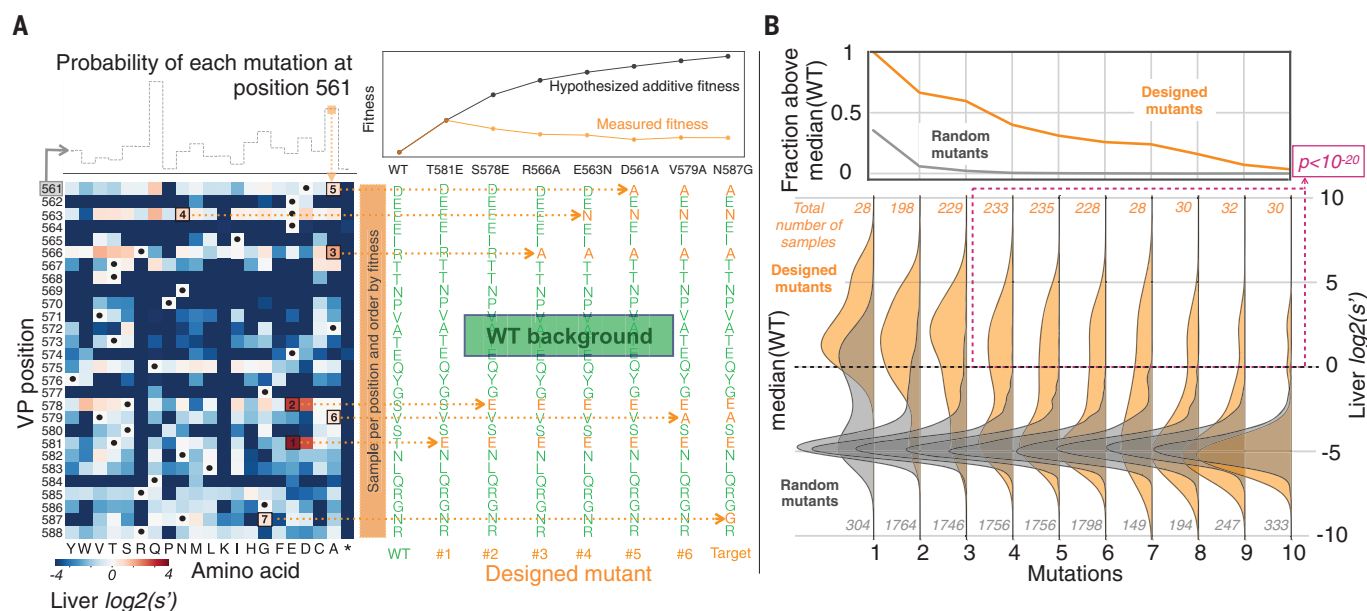 A
Probability of each mutation at
position 561
561
562
563
564
565
566
567
568
569
570
571
572
573
574
575
576
577
578
579
580
581
582
583
584
585
586
587
588
VP position
5
4
3
2
6
1
7
Y W V T S R Q P N M L K I H G F E D C A *
Amino acid
-4 0 4
Liver log2(s')
Fitness
Hypothesized additive fitness
Measured fitness
WT T581E S578E R566A E563N D561A V579A N587G
Sample per position and order by fitness
D D D D D A A A
E E E E E E E E
E E E E N N N N
E E E E E E E E
I I I I I I I I
R R R A A A A A
T T T T T T T T
T T T T T T T T
N N N N N N N N
P P P P P P P P
V V V V
A A A A
WT background
T T T T
E E E E E E E E
Q Q Q Q Q Q Q Q
Y Y Y Y Y Y Y Y
G G G G G G G G
S S E E E E E E
V V V V V V A A
S S S S S S S S
T E E E E E E E
N N N N N N N N
L L L L L L L L
Q Q Q Q Q Q Q Q
R R R R R R R R
G G G G G G G G
N N N N N N N G
R R R R R R R R
WT #1 #2 #3 #4 #5 #6 Target
Designed mutant
B
Fraction above
median(WT)
1
0.5
0
Designed
mutants
Random
mutants
p<10-20
Total
number of
samples
28 198 229 233 235 228 28 30 32 30
Designed
mutants
median(WT)
Random
mutants
304 1764 1746 1756 1756 1798 149 194 247 333
10
5
0
-5
-10
Liver log2(s')
1 2 3 4 5 6 7 8 9 10
Mutations